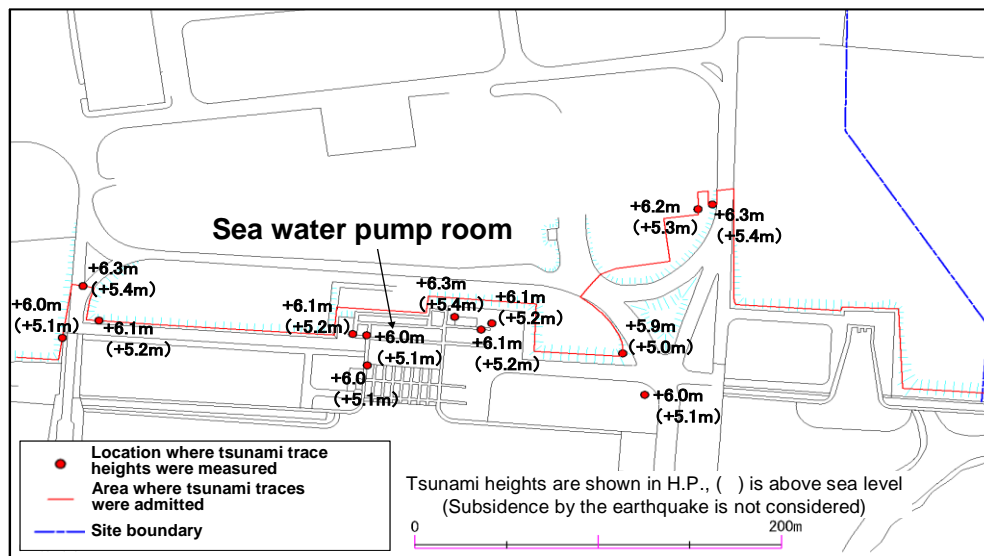 +6.2m
(+5.3m)
+6.3m
(+5.4m)
Sea water pump room
+6.3m
(+5.4m)
+6.0m
(+5.1m)
+6.1m
(+5.2m)
+6.1m
(+5.2m)
+6.0m
(+5.1m)
+6.0
(+5.1m)
+6.3m
(+5.4m)
+6.1m
(+5.2m)
+6.1m
(+5.2m)
+5.9m
(+5.0m)
+6.0m
(+5.1m)
Location where tsunami trace
heights were measured
Area where tsunami traces
were admitted
Site boundary
Tsunami heights are shown in H.P., ( ) is above sea level
(Subsidence by the earthquake is not considered)
0
200m